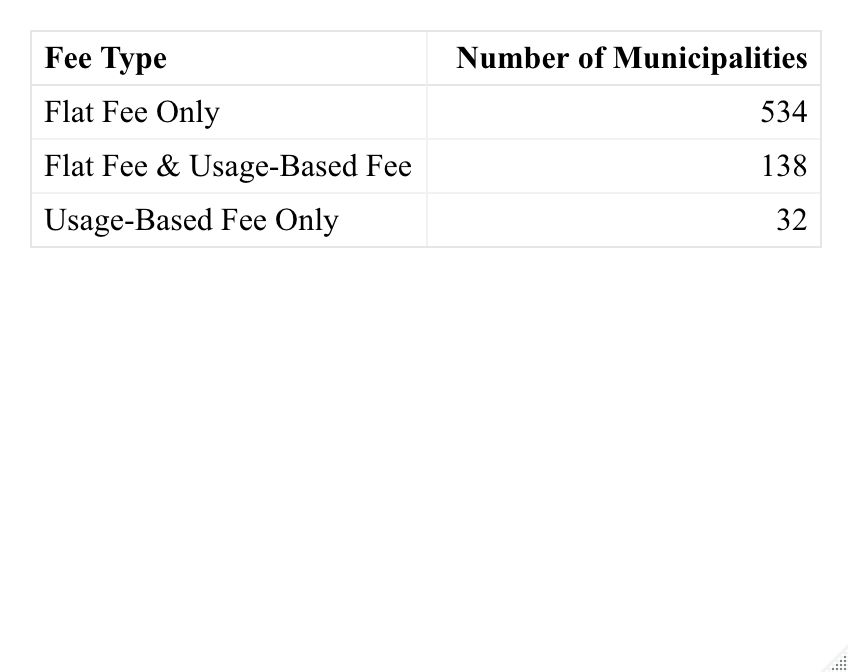 Fee Type Number of Municipalities
Flat Fee Only 534
Flat Fee & Usage-Based Fee 138
Usage-Based Fee Only 32